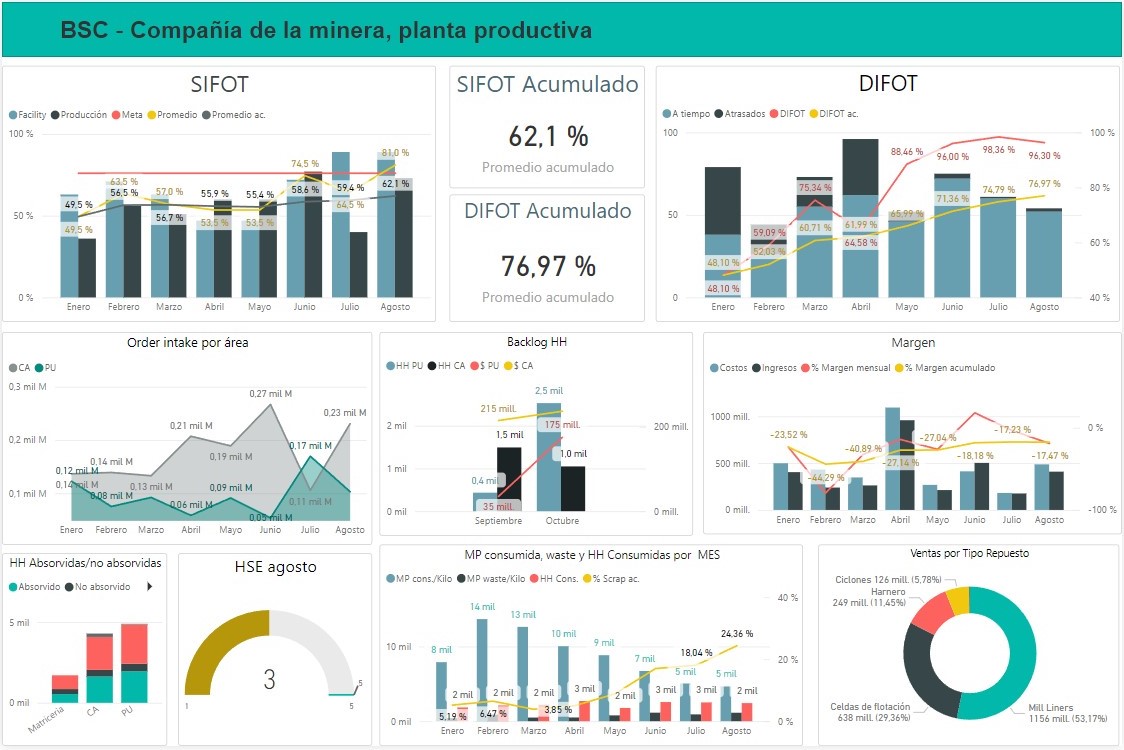 BSC - Compañía de la minera, planta productiva
SIFOT
Facility Producción Meta Promedio Promedio ac.
100 %
50 %
0 %
49,5 %
49,5 %
63,5 %
56,5 %
57,0 %
56,7 %
55,9 %
53,5 %
55,4 %
53,5 %
74,5 %
58,6 %
59,4 %
64,5 %
81,0 %
62,1 %
Enero Febrero Marzo Abril Mayo Junio Julio Agosto
SIFOT Acumulado
62,1 %
Promedio acumulado
DIFOT Acumulado
76,97 %
Promedio acumulado
DIFOT
A tiempo Atrasados DIFOT DIFOT ac.
100
50
0
100 %
80 %
60 %
40 %
48,10 %
48,10 %
59,09 %
52,03 %
75,34 %
60,71 %
61,99 %
64,58 %
88,46 %
65,99 %
96,00 %
71,36 %
98,36 %
74,79 %
96,30 %
76,97 %
Enero Febrero Marzo Abril Mayo Junio Julio Agosto
Order intake por área
CA PU
0,3 mil M
0,2 mil M
0,1 mil M
0,12 mil M
0,14 mil M
0,14 mil M
0,08 mil M
0,13 mil M
0,21 mil M
0,06 mil M
0,19 mil M
0,09 mil M
0,27 mil M
0,05 mil M
0,17 mil M
0,11 mil M
0,23 mil M
Enero Febrero Marzo Abril Mayo Junio Julio Agosto
Backlog HH
HH PU HH CA $ PU $ CA
2 mil
1 mil
0 mil
200 mill.
0 mill.
215 mill.
2,5 mil
175 mill.
1,5 mil
1,0 mil
0,4 mil
35 mill.
Septiembre Octubre
Margen
Costos Ingresos % Margen mensual % Margen acumulado
1000 mill.
500 mill.
0 mill.
0 %
-100 %
-23,52 %
-44,29 %
-40,89 %
-27,14 %
-27,04 %
-18,18 %
-17,23 %
-17,47 %
Enero Febrero Marzo Abril Mayo Junio Julio Agosto
HH Absorvidas/no absorvidas
Absorvido No absorvido
5 mil
0 mil
Matricería CA PU
HSE agosto
3
1
5
5
MP consumida, waste y HH Consumidas por MES
MP cons./Kilo MP waste/Kilo HH Cons. % Scrap ac.
10 mil
0 mil
40 %
20 %
0 %
8 mil
14 mil
13 mil
10 mil
9 mil
7 mil
5 mil
5 mil
2 mil
2 mil
2 mil
3 mil
2 mil
3 mil
3 mil
2 mil
5,19 %
6,47 %
3,85 %
18,04 %
24,36 %
Enero Febrero Marzo Abril Mayo Junio Julio Agosto
Ventas por Tipo Repuesto
Ciclones 126 mill. (5,78%)
Harnero
249 mill. (11,45%)
Celdas de flotación
638 mill. (29,36%)
Mill Liners
1156 mill. (53,17%)